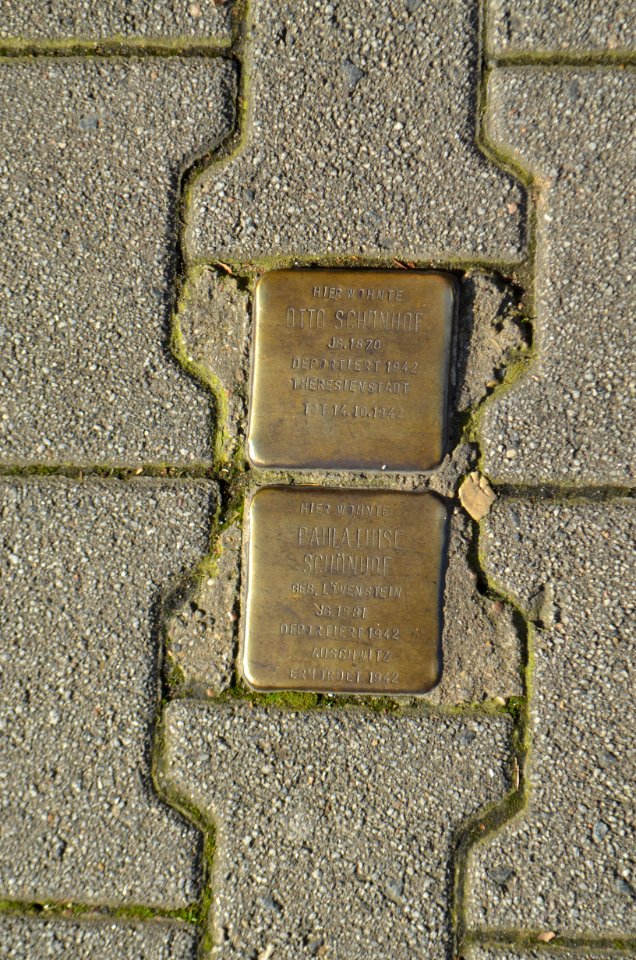 HIER WOHNTE
OTTO SCHÖNHOF
JG. 1870
DEPORTIERT 1942
THERESIENSTADT
TOT 14.10.1942
HIER WOHNTE
PAULA LUISE
SCHÖNHOF
GEB. LÖWENSTEIN
JG. 1881
DEPORTIERT 1942
AUSCHWITZ
ERMORDET 1942